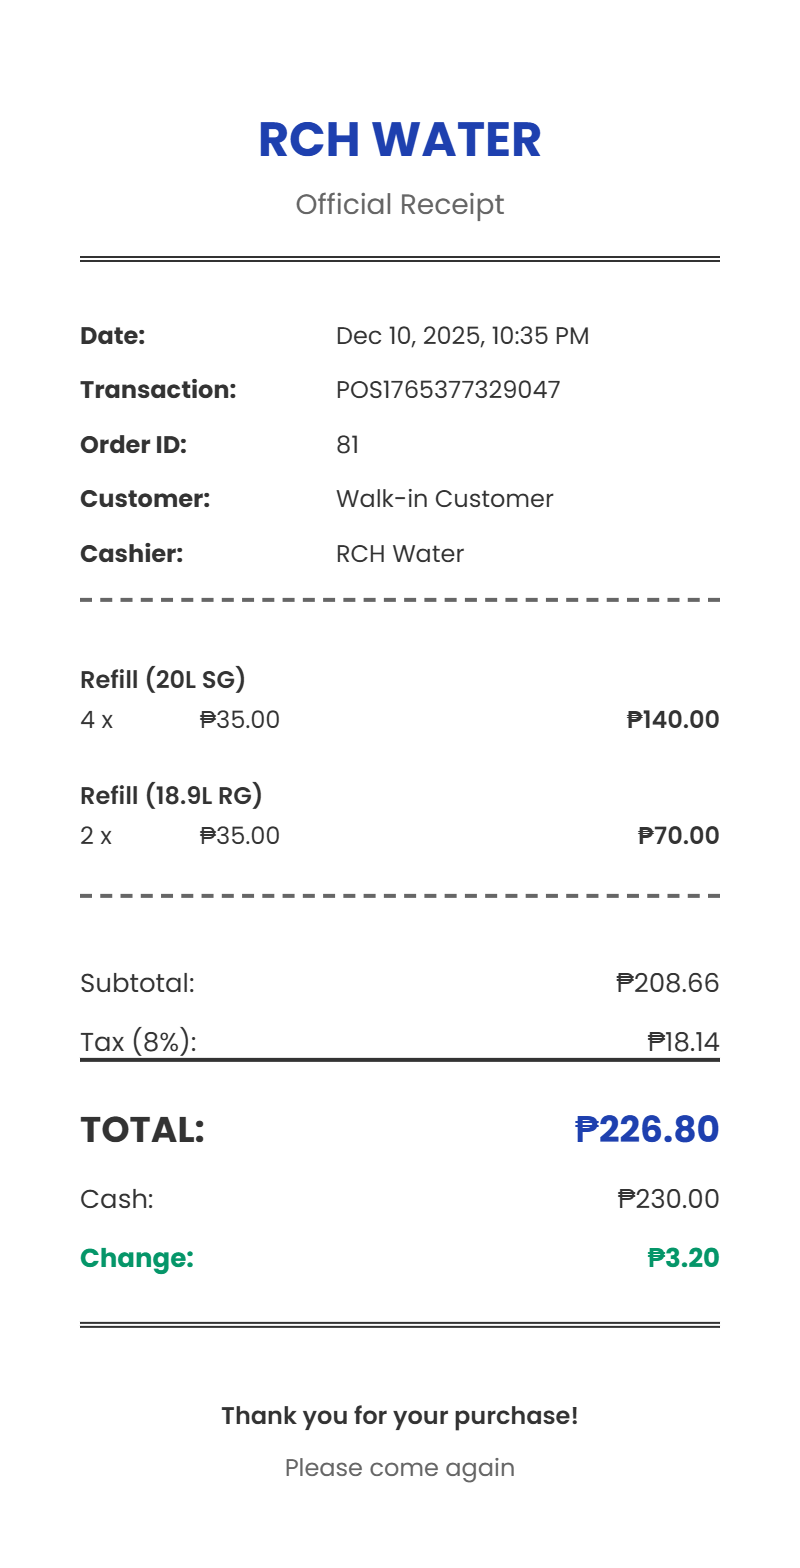 RCH WATER
Official Receipt
Date: Dec 10, 2025, 10:35 PM
Transaction: POS1765377329047
Order ID: 81
Customer: Walk-in Customer
Cashier: RCH Water
Refill (20L SG)
4 x ₱35.00 ₱140.00
Refill (18.9L RG)
2 x ₱35.00 ₱70.00
Subtotal: ₱208.66
Tax (8%): ₱18.14
TOTAL: ₱226.80
Cash: ₱230.00
Change: ₱3.20
Thank you for your purchase!
Please come again